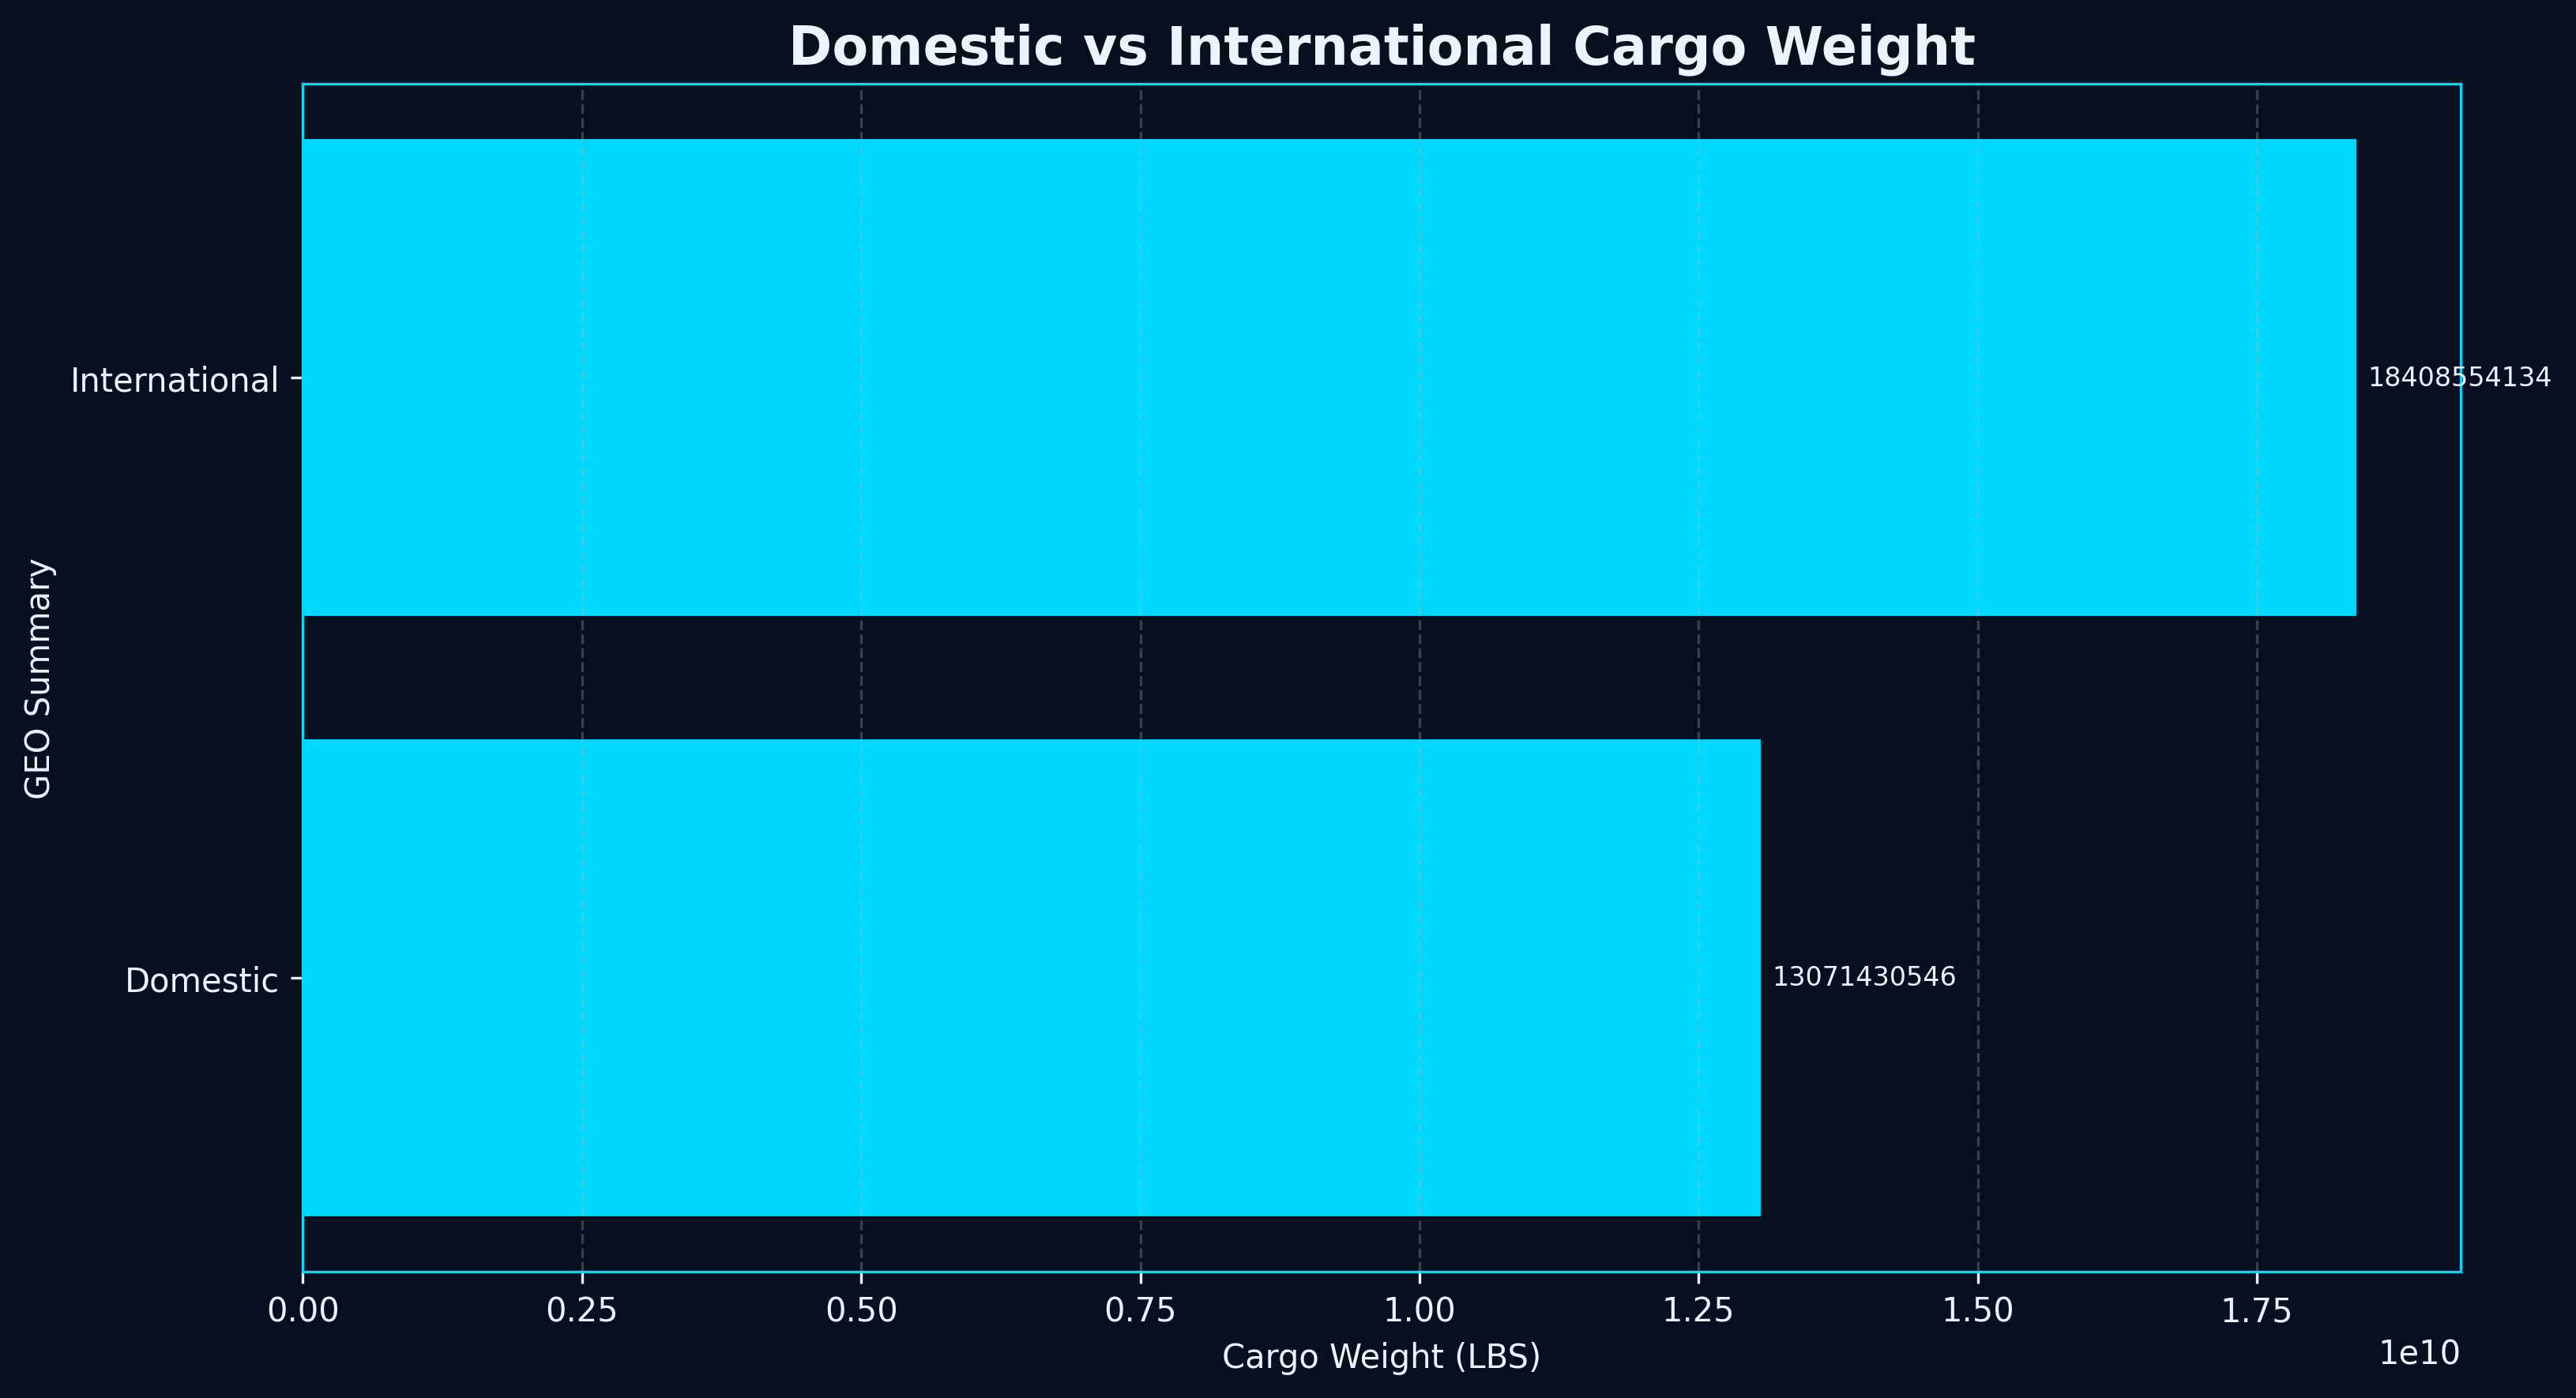 Domestic vs International Cargo Weight
International
18408554134
GEO Summary
Domestic
13071430546
0.00 0.25 0.50 0.75 1.00 1.25 1.50 1.75
1e10
Cargo Weight (LBS)